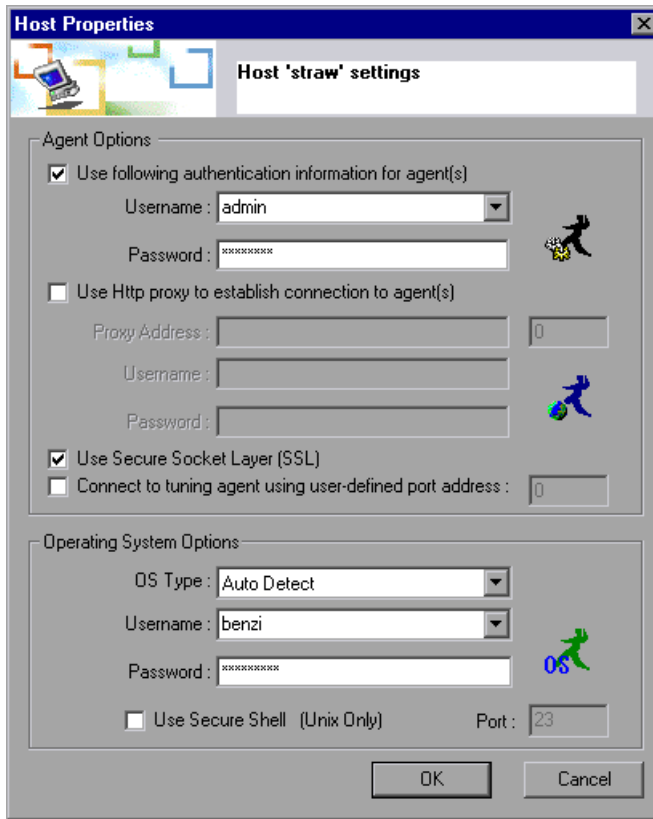 Host Properties
Host 'straw' settings
Agent Options
Use following authentication information for agent(s)
Username : admin
Password : ********
Use Http proxy to establish connection to agent(s)
Proxy Address : 0
Username :
Password :
Use Secure Socket Layer (SSL)
Connect to tuning agent using user-defined port address : 0
Operating System Options
OS Type : Auto Detect
Username : benzi
OS
Password : *********
Use Secure Shell (Unix Only) Port : 23
OK Cancel